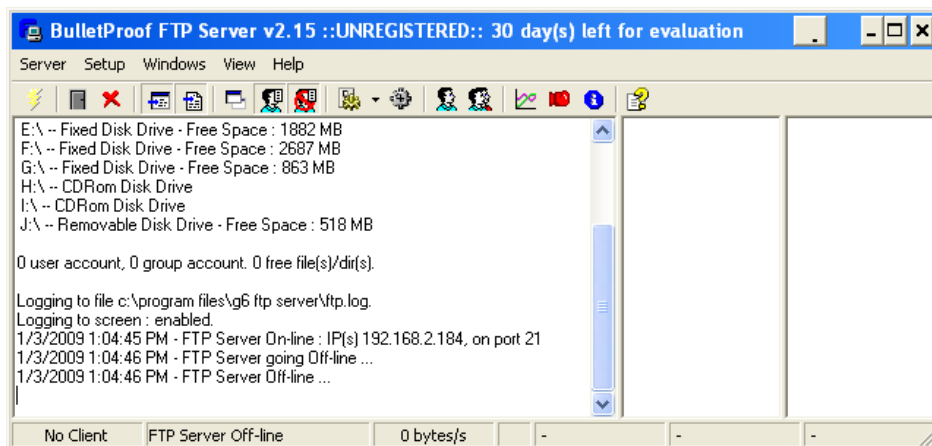 BulletProof FTP Server v2.15 ::UNREGISTERED:: 30 day(s) left for evaluation
Server Setup Windows View Help
E:\ -- Fixed Disk Drive - Free Space : 1882 MB
F:\ -- Fixed Disk Drive - Free Space : 2687 MB
G:\ -- Fixed Disk Drive - Free Space : 863 MB
H:\ -- CDRom Disk Drive
I:\ -- CDRom Disk Drive
J:\ -- Removable Disk Drive - Free Space : 518 MB
0 user account, 0 group account. 0 free file(s)/dir(s).
Logging to file c:\program files\g6 ftp server\ftp.log.
Logging to screen : enabled.
1/3/2009 1:04:45 PM - FTP Server On-line : IP(s) 192.168.2.184, on port 21
1/3/2009 1:04:46 PM - FTP Server going Off-line ...
1/3/2009 1:04:46 PM - FTP Server Off-line ...
No Client FTP Server Off-line 0 bytes/s - - -